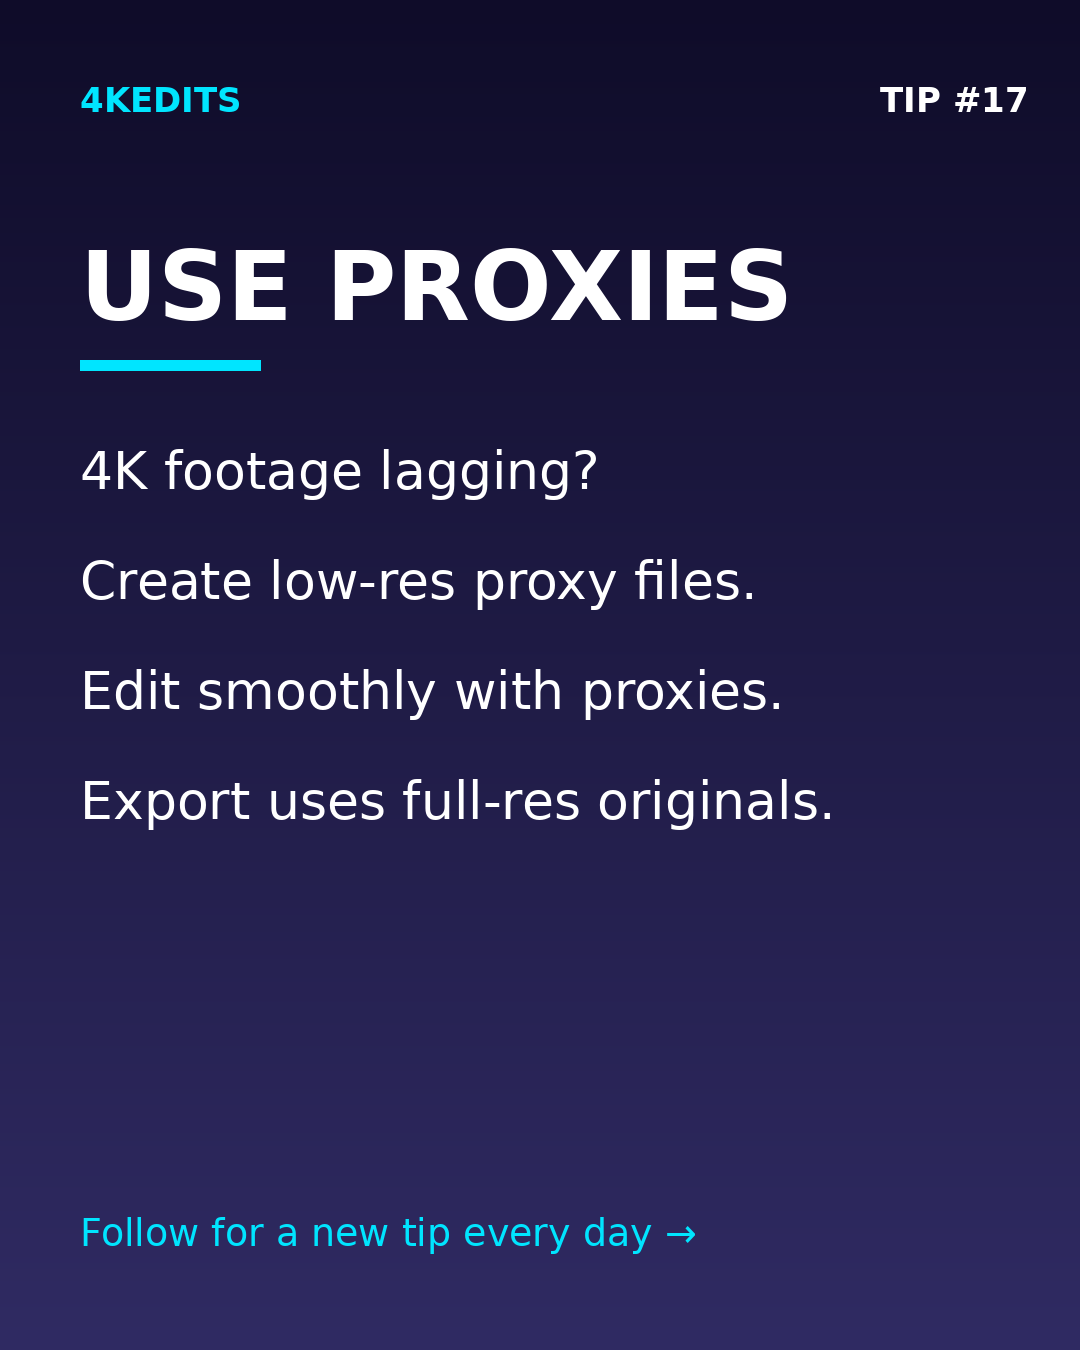 4KEDITS
TIP #17
USE PROXIES
4K footage lagging?
Create low-res proxy files.
Edit smoothly with proxies.
Export uses full-res originals.
Follow for a new tip every day →